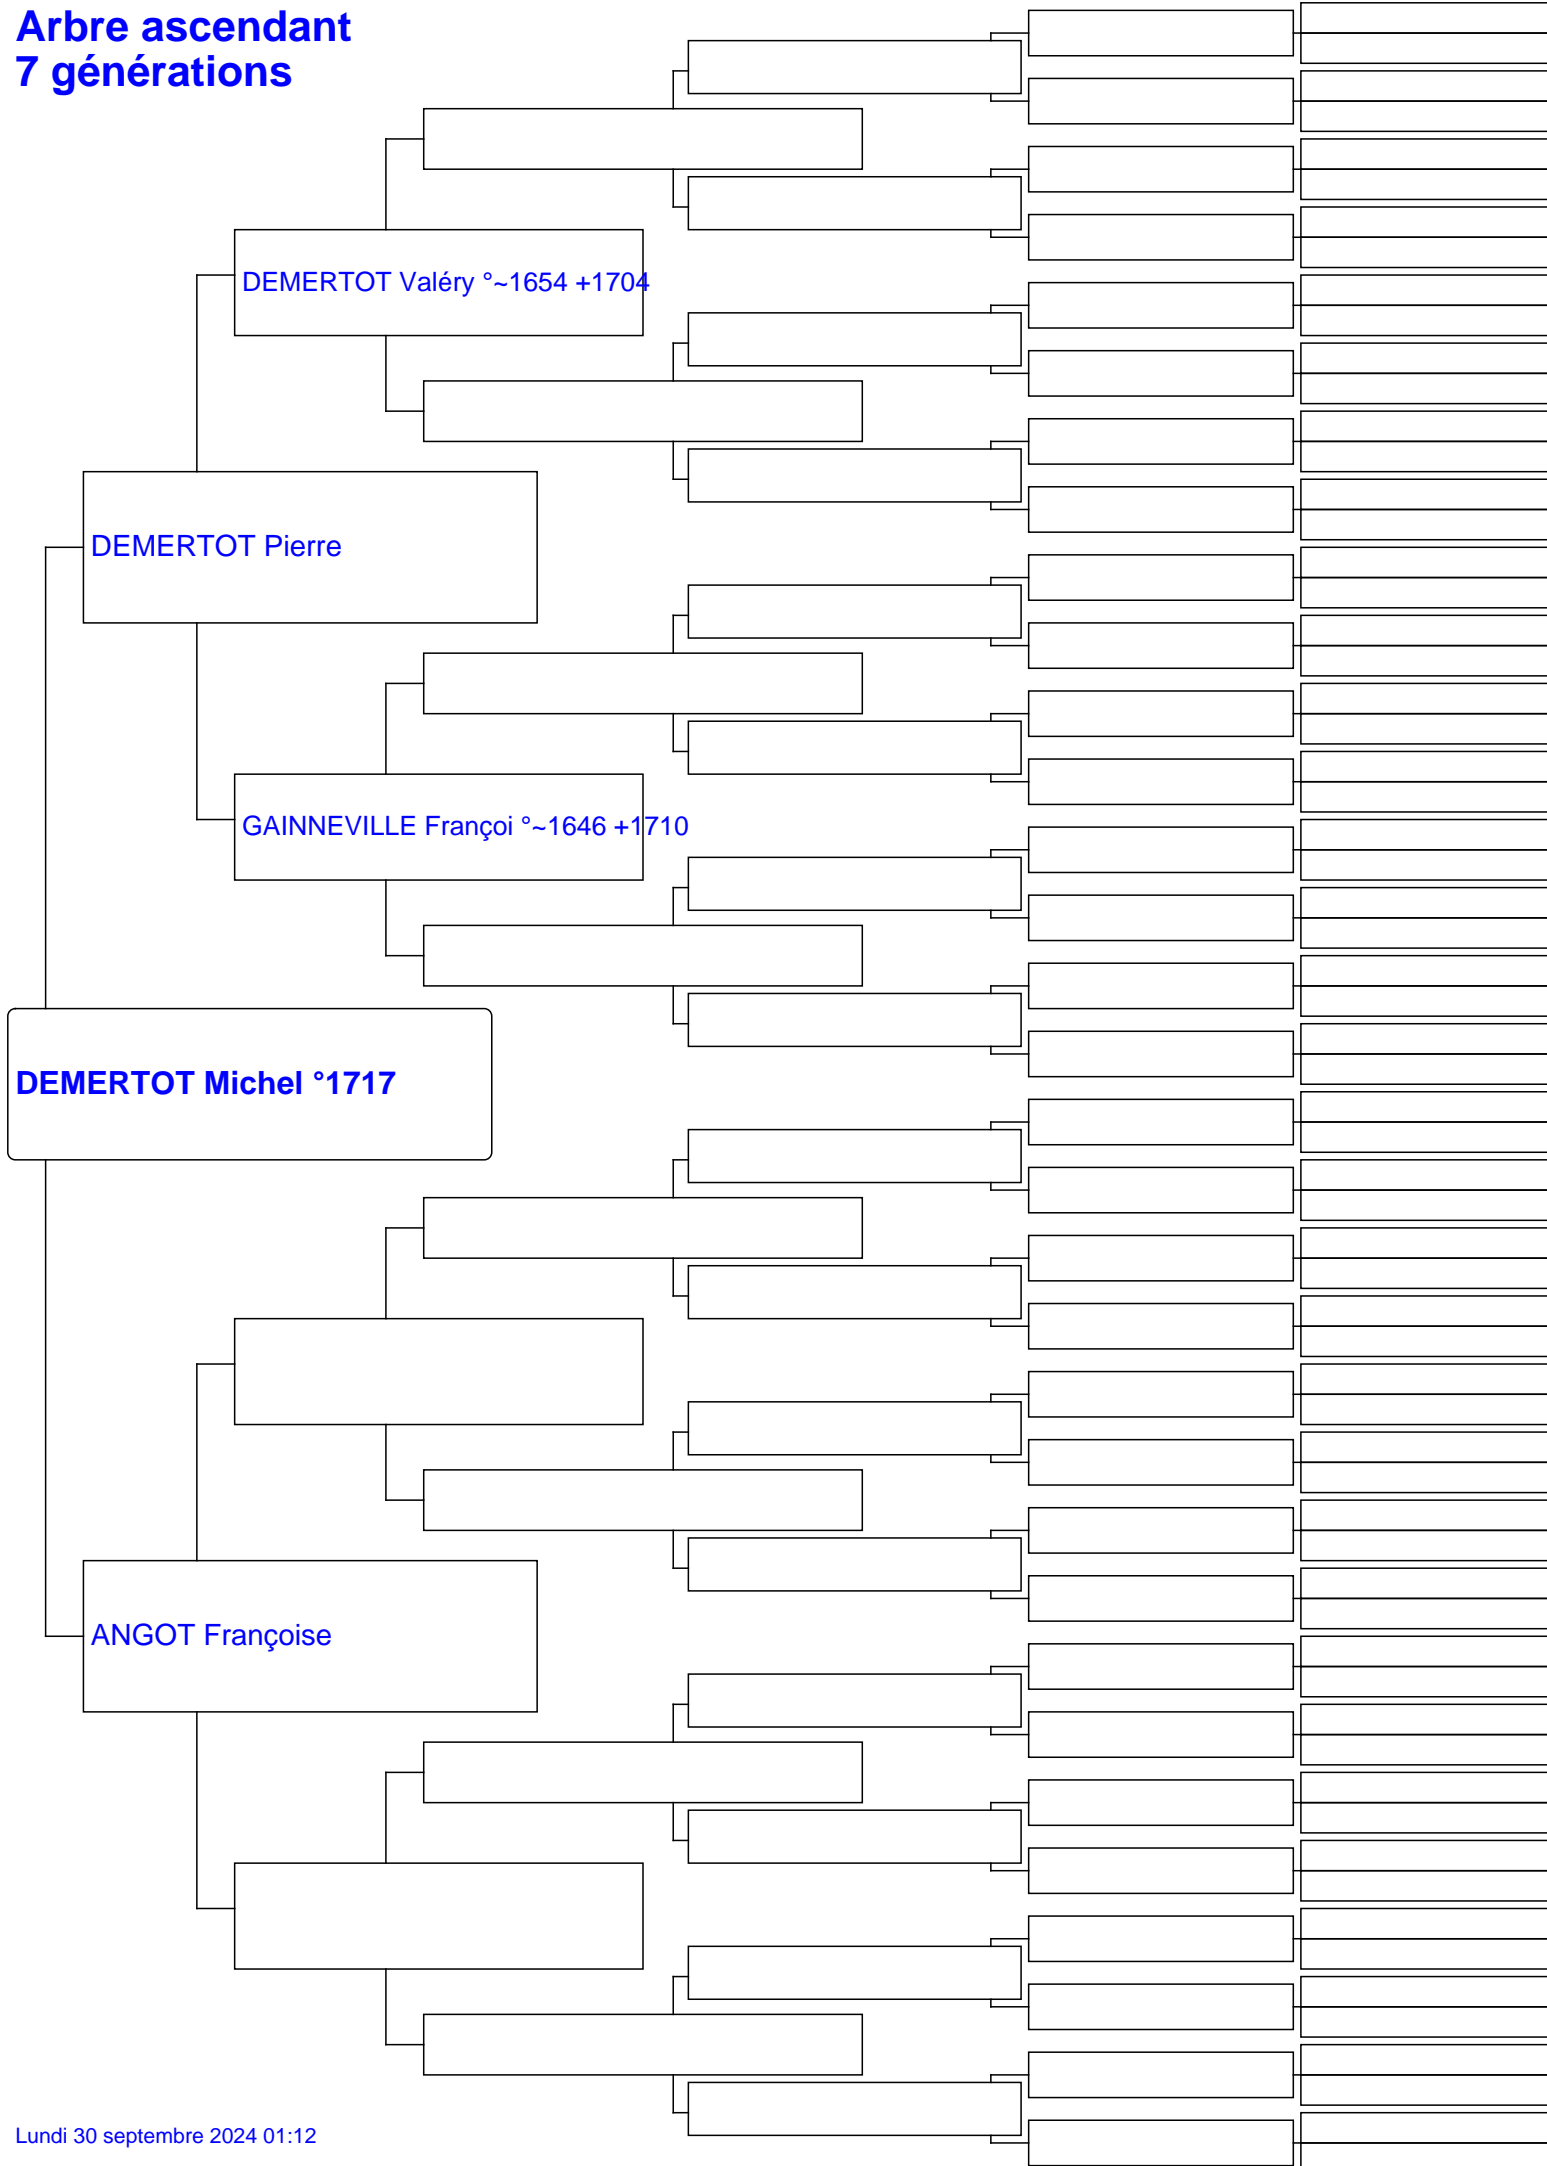 Arbre ascendant
7 générations
DEMERTOT Valéry °~1654 +1704
DEMERTOT Pierre
GAINNEVILLE Françoi °~1646 +1710
DEMERTOT Michel °1717
ANGOT Françoise
Lundi 30 septembre 2024 01:12